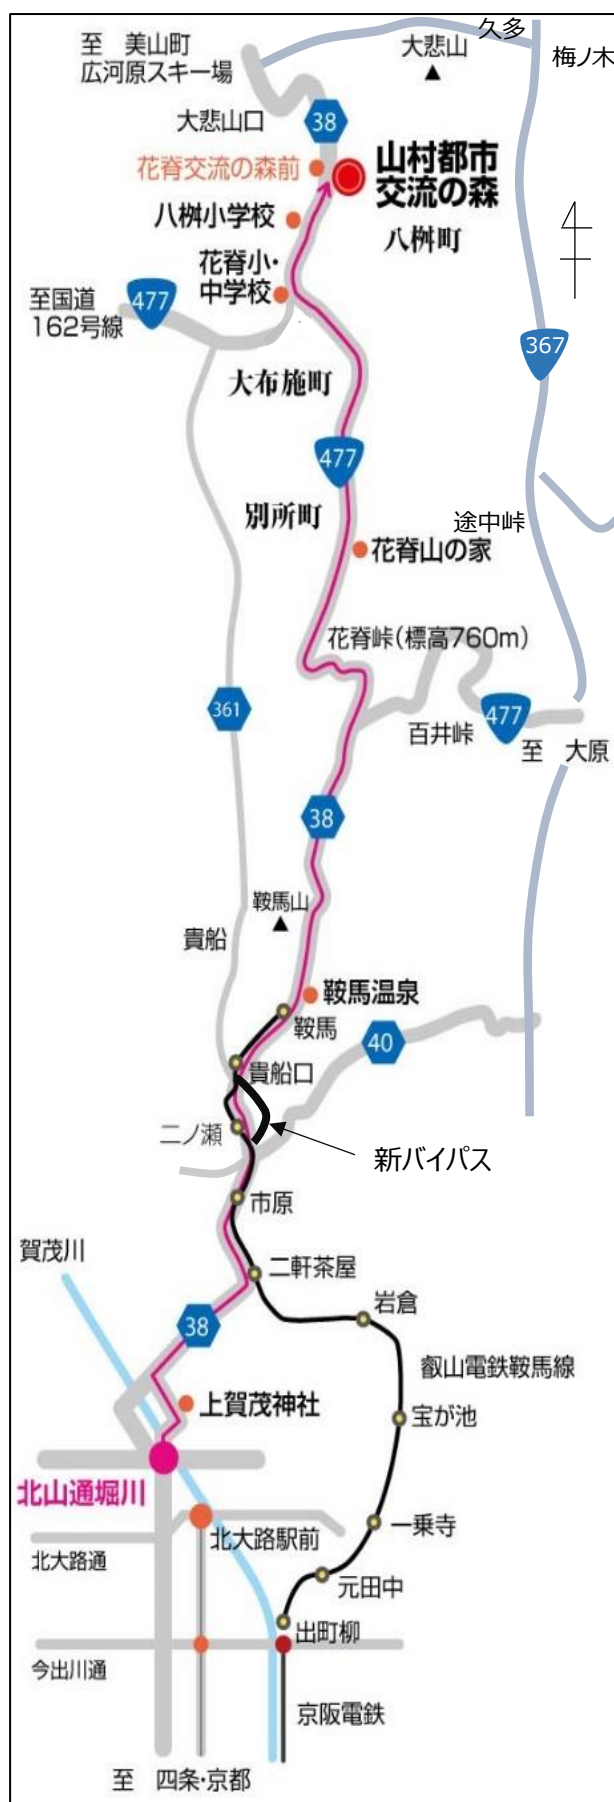 久多
至　美山町
広河原スキー場
大悲山
梅ノ木
大悲山口
38
花脊交流の森前
山村都市
交流の森
八桝小学校
八桝町
花脊小・
中学校
至国道
162号線
477
367
大布施町
477
別所町
途中峠
花脊山の家
花脊峠(標高760m)
361
百井峠
477
至　大原
38
鞍馬山
貴船
鞍馬温泉
鞍馬
40
貴船口
二ノ瀬
新バイパス
市原
賀茂川
二軒茶屋
岩倉
38
叡山電鉄鞍馬線
上賀茂神社
宝が池
北山通堀川
一乗寺
北大路駅前
北大路通
元田中
出町柳
今出川通
京阪電鉄
至　四条・京都